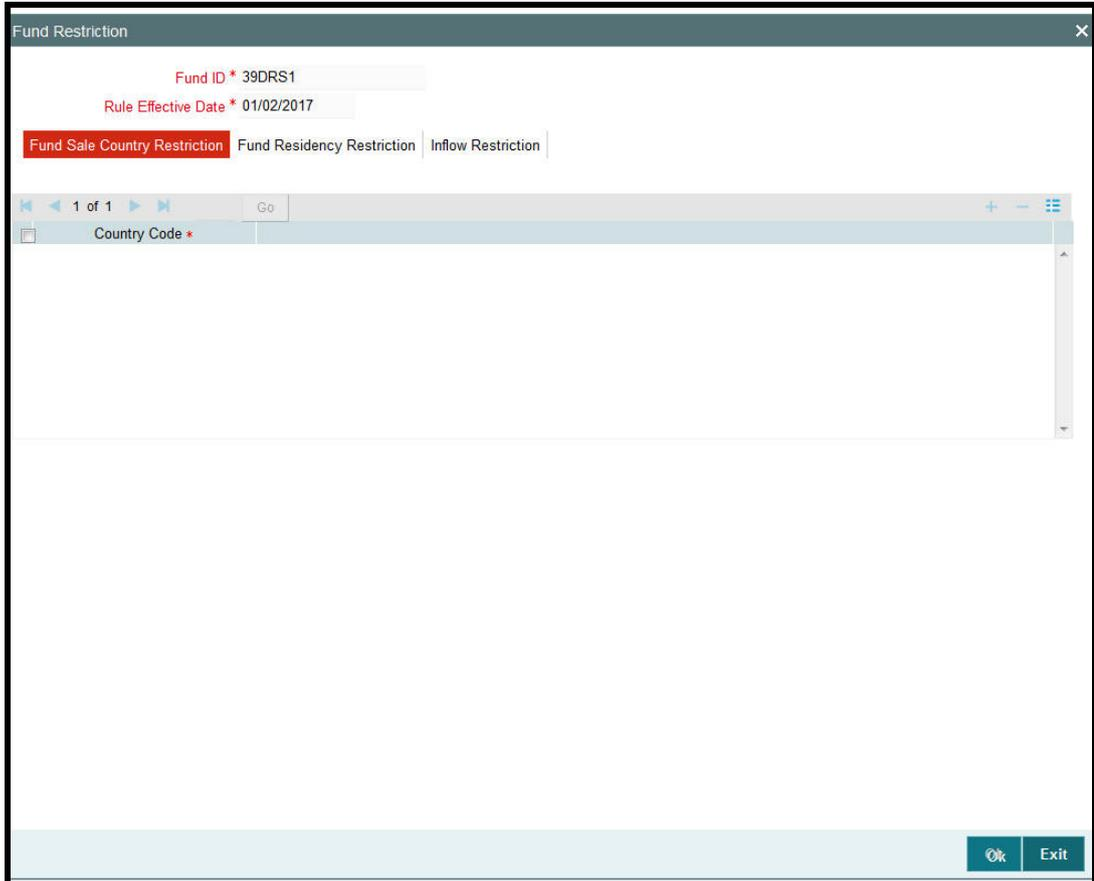 Fund Restriction
Fund ID * 39DRS1
Rule Effective Date * 01/02/2017
Fund Sale Country Restriction Fund Residency Restriction Inflow Restriction
1 of 1 Go
Country Code *
Ok Exit